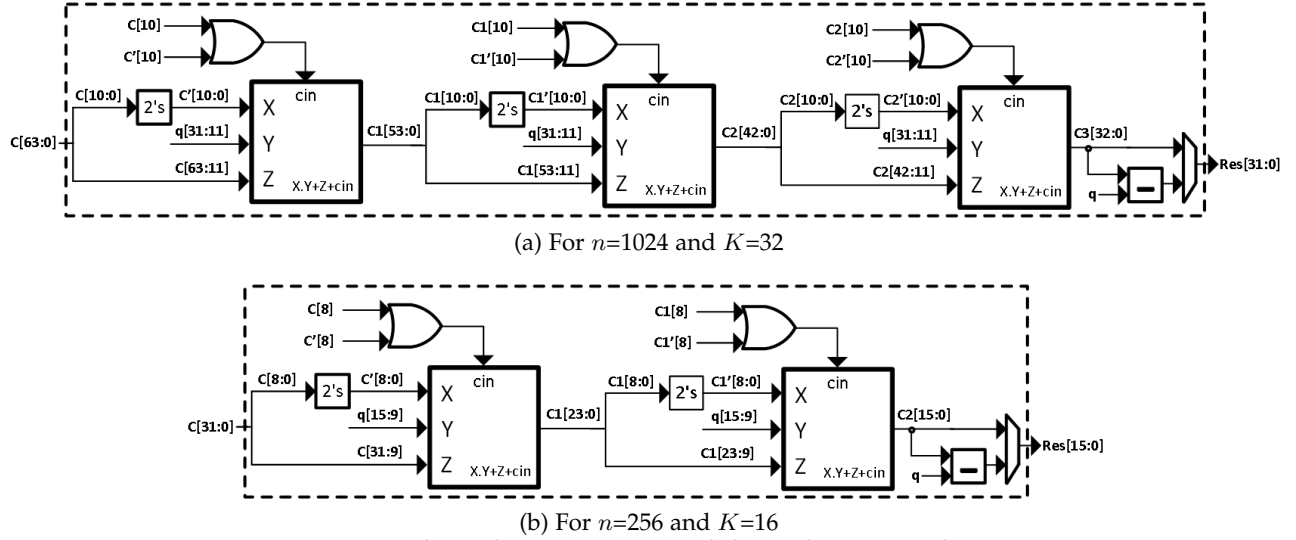 C[10]
C'[10]
C1[10]
C1'[10]
C2[10]
C2'[10]
C[10:0]
2's
C'[10:0]
cin
X
q[31:11]
Y
C[63:0]
C[63:11]
Z
X.Y+Z+cin
C1[53:0]
C1[10:0]
2's
C1'[10:0]
cin
X
q[31:11]
Y
C1[53:11]
Z
X.Y+Z+cin
C2[42:0]
C2[10:0]
2's
C2'[10:0]
cin
X
q[31:11]
Y
C2[42:11]
Z
X.Y+Z+cin
C3[32:0]
q
Res[31:0]
(a) For n=1024 and K=32
C[8]
C'[8]
C1[8]
C1'[8]
C[8:0]
2's
C'[8:0]
cin
X
q[15:9]
Y
C[31:0]
C[31:9]
Z
X.Y+Z+cin
C1[23:0]
C1[8:0]
2's
C1'[8:0]
cin
X
q[15:9]
Y
C1[23:9]
Z
X.Y+Z+cin
C2[15:0]
q
Res[15:0]
(b) For n=256 and K=16